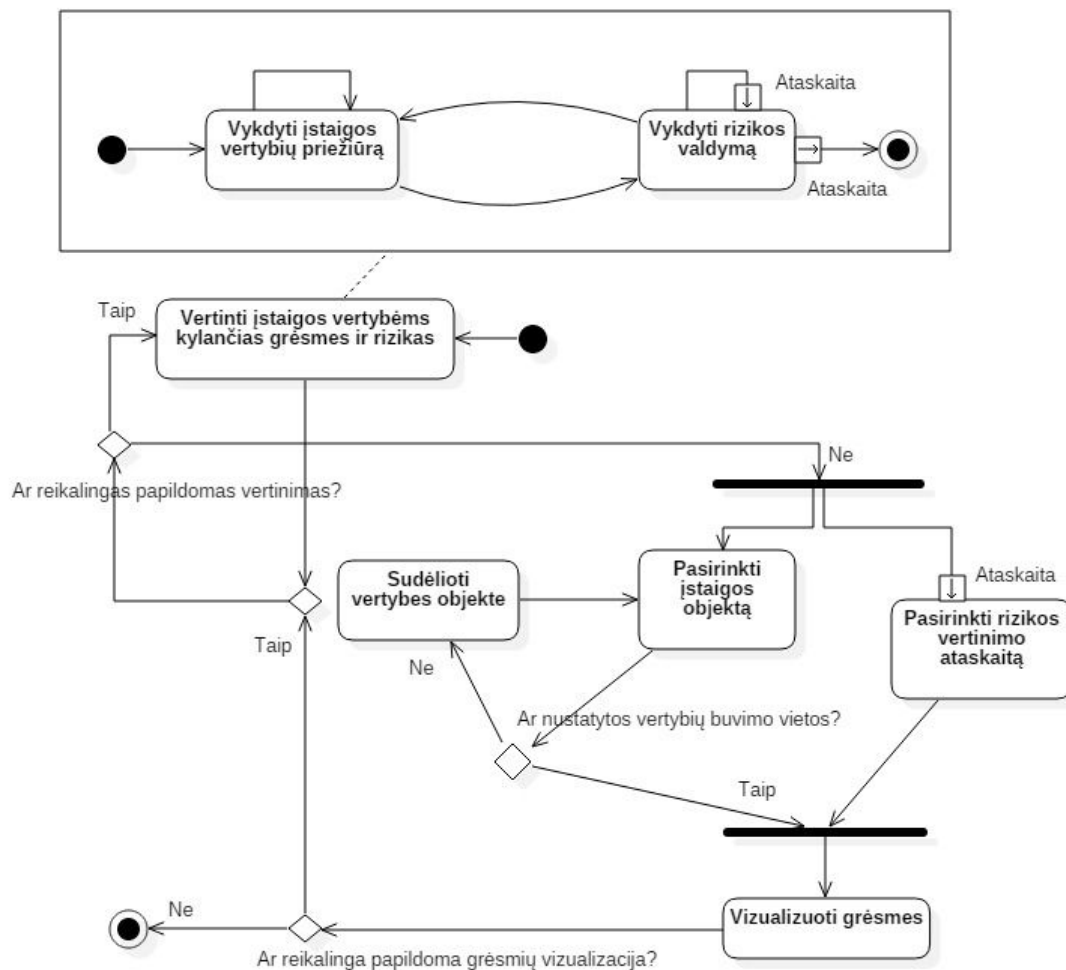 Ataskaita
Vykdyti įstaigos
vertybių priežiūrą
Vykdyti rizikos
valdymą
Ataskaita
Taip
Vertinti įstaigos vertybėms
kylančias grėsmes ir rizikas
Ne
Ar reikalingas papildomas vertinimas?
Sudėlioti
vertybes objekte
Pasirinkti
įstaigos
objektą
Ataskaita
Pasirinkti rizikos
vertinimo
ataskaitą
Taip
Ne
Ar nustatytos vertybių buvimo vietos?
Taip
Ne
Vizualizuoti grėsmes
Ar reikalinga papildoma grėsmių vizualizacija?